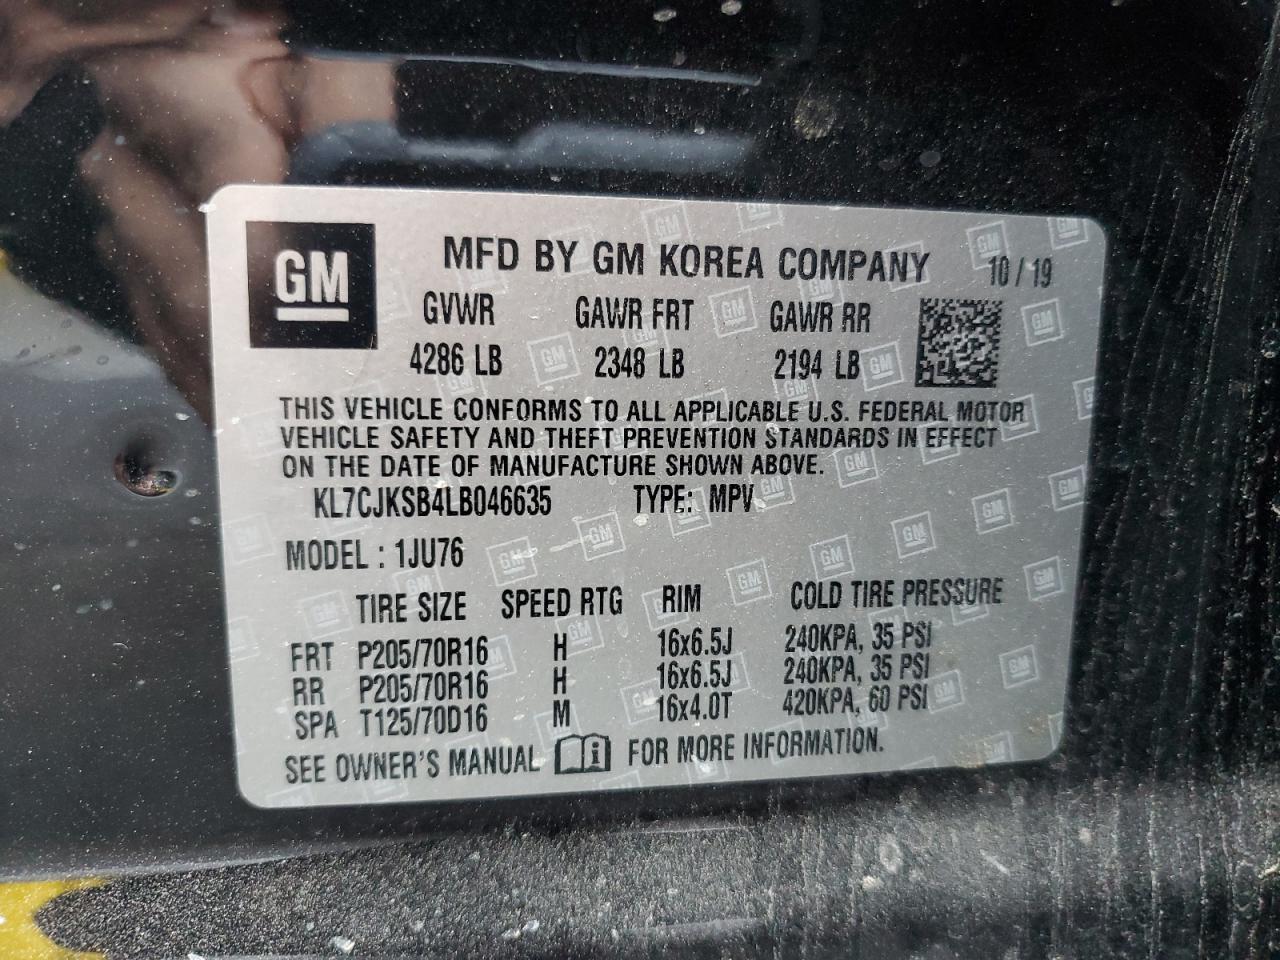 GM MFD BY GM KOREA COMPANY 10 / 19
GVWR GAWR FRT GAWR RR
4286 LB 2348 LB 2194 LB
THIS VEHICLE CONFORMS TO ALL APPLICABLE U.S. FEDERAL MOTOR
VEHICLE SAFETY AND THEFT PREVENTION STANDARDS IN EFFECT
ON THE DATE OF MANUFACTURE SHOWN ABOVE.
KL7CJKSB4LB046635 TYPE: MPV
MODEL : 1JU76
TIRE SIZE SPEED RTG RIM COLD TIRE PRESSURE
FRT P205/70R16 H 16x6.5J 240KPA, 35 PSI
RR P205/70R16 H 16x6.5J 240KPA, 35 PSI
SPA T125/70D16 M 16x4.0T 420KPA, 60 PSI
SEE OWNER'S MANUAL i FOR MORE INFORMATION.